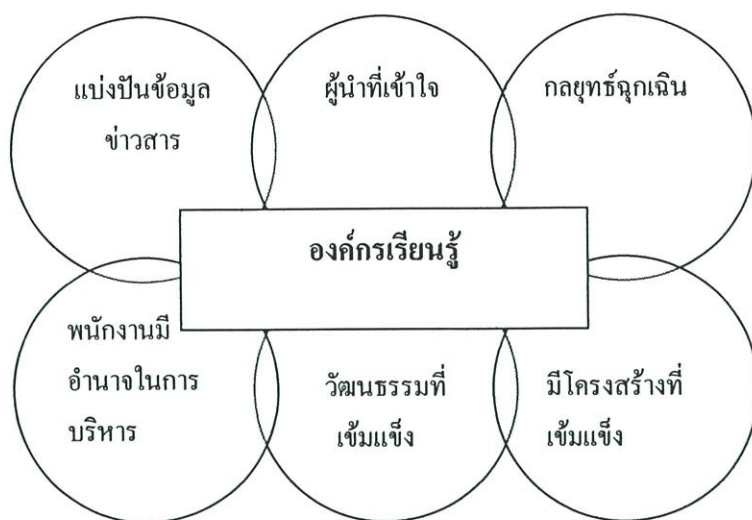 แบ่งปันข้อมูล
ข่าวสาร
ผู้นำที่เข้าใจ
กลยุทธ์ฉุกเฉิน
องค์กรเรียนรู้
พนักงานมี
อำนาจในการ
บริหาร
วัฒนธรรมที่
เข้มแข็ง
มีโครงสร้างที่
เข้มแข็ง